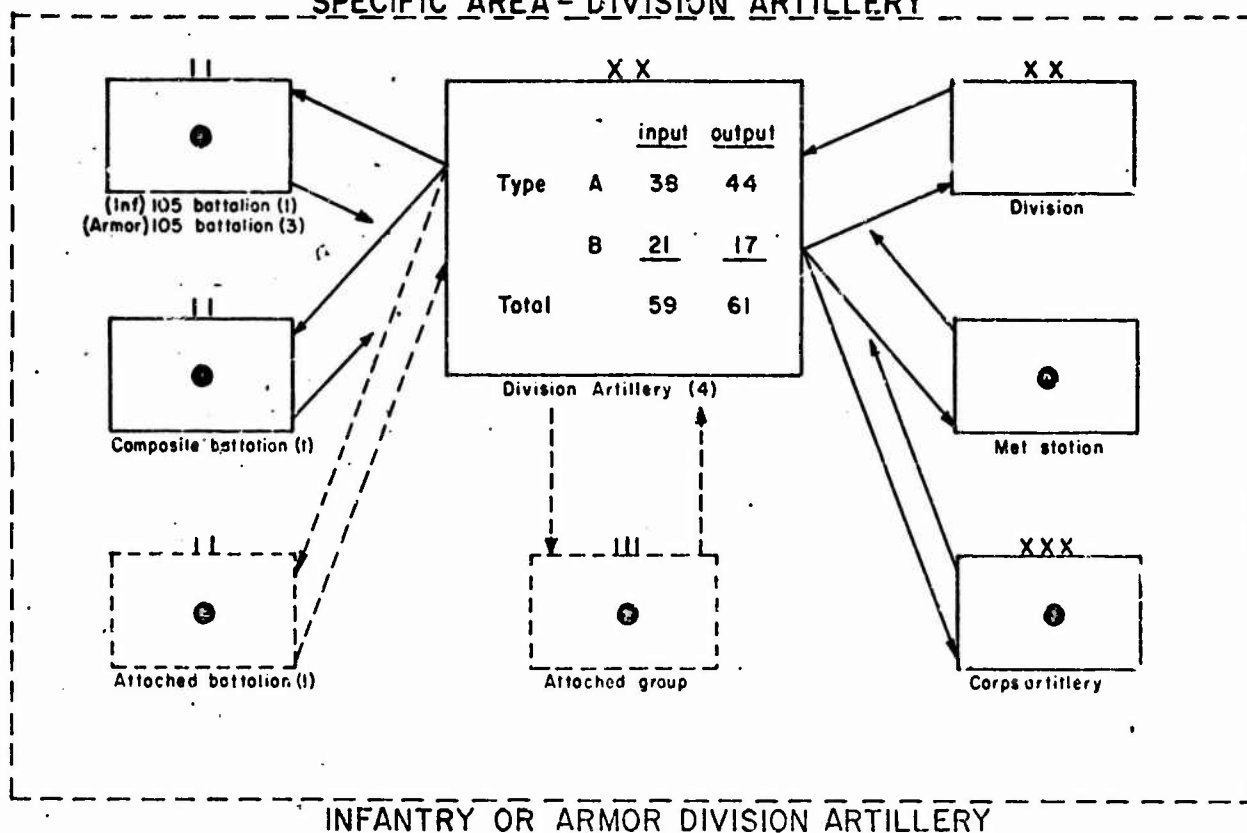 SPECIFIC AREA - DIVISION ARTILLERY
II
XX
XX
input output
Type A 38 44
B 21 17
Total 59 61
(Inf) 105 battalion (1)
(Armor) 105 battalion (3)
Division
II
Division Artillery (4)
Composite battalion (1)
Met station
II
III
XXX
Attached battalion (1)
Attached group
Corps artillery
INFANTRY OR ARMOR DIVISION ARTILLERY